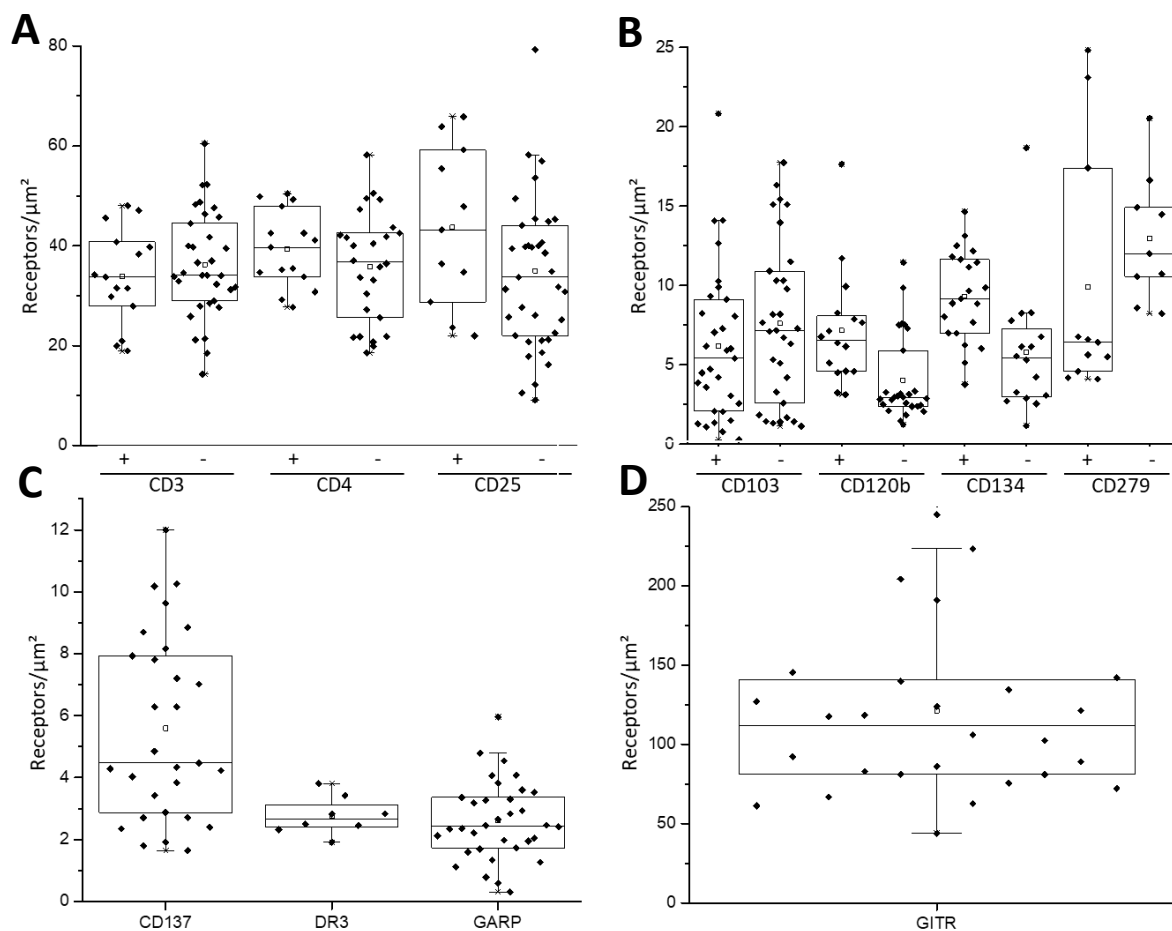 A
B
Receptors/µm²
80
60
40
20
0
+ - + - + -
CD3 CD4 CD25
Receptors/µm²
25
20
15
10
5
0
+ - + - + - + -
CD103 CD120b CD134 CD279
C
D
Receptors/µm²
12
10
8
6
4
2
0
CD137 DR3 GARP
Receptors/µm²
250
200
150
100
50
0
GITR